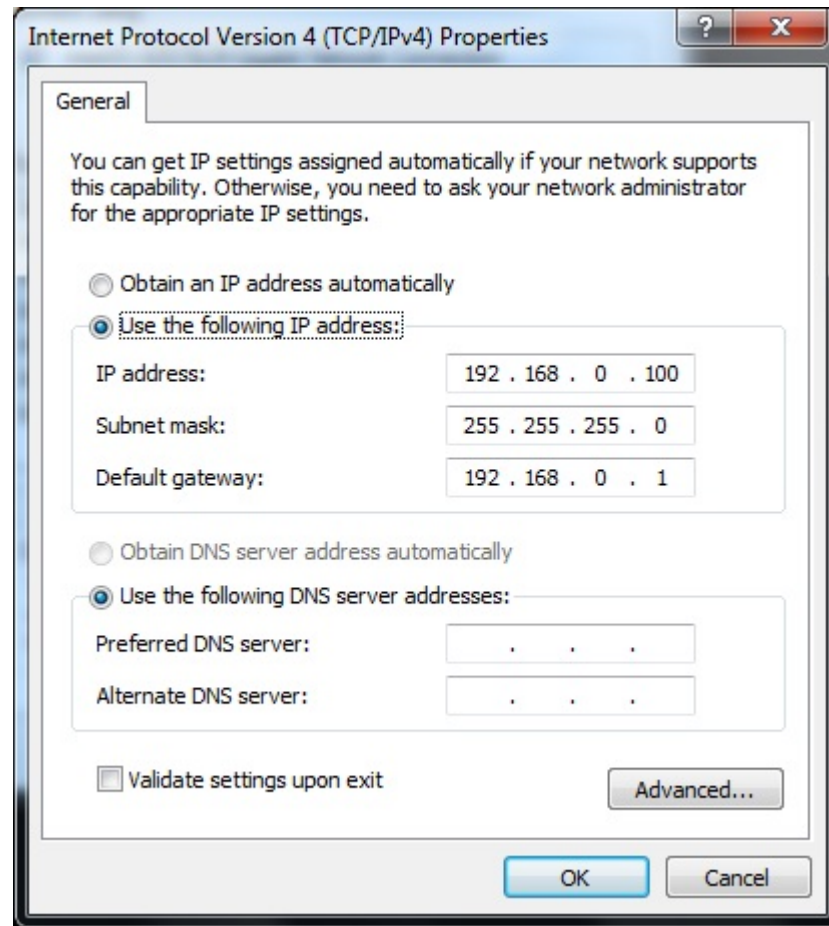 Internet Protocol Version 4 (TCP/IPv4) Properties
?
X
General
You can get IP settings assigned automatically if your network supports
this capability. Otherwise, you need to ask your network administrator
for the appropriate IP settings.
Obtain an IP address automatically
Use the following IP address:
IP address: 192 . 168 . 0 . 100
Subnet mask: 255 . 255 . 255 . 0
Default gateway: 192 . 168 . 0 . 1
Obtain DNS server address automatically
Use the following DNS server addresses:
Preferred DNS server: . . .
Alternate DNS server: . . .
Validate settings upon exit
Advanced...
OK Cancel